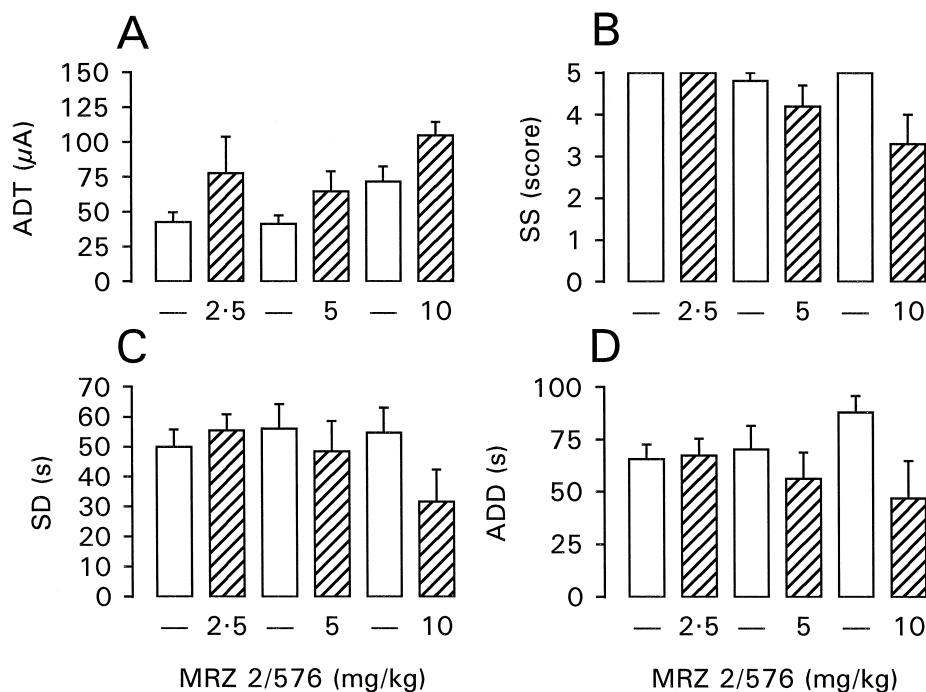 A
150
125
100
75
50
25
0
ADT (µA)
— 2·5 — 5 — 10
B
5
4
3
2
1
0
SS (score)
— 2·5 — 5 — 10
C
70
60
50
40
30
20
10
0
SD (s)
— 2·5 — 5 — 10
MRZ 2/576 (mg/kg)
D
100
75
50
25
0
ADD (s)
— 2·5 — 5 — 10
MRZ 2/576 (mg/kg)